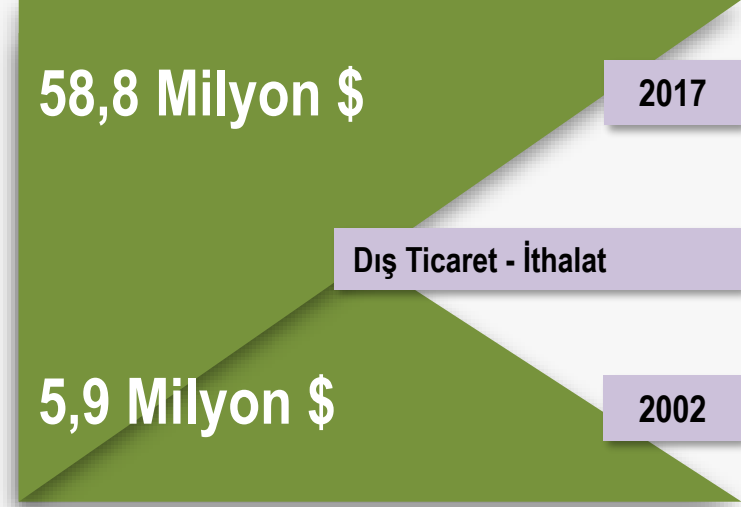 58,8 Milyon $
2017
Dış Ticaret - İthalat
5,9 Milyon $
2002